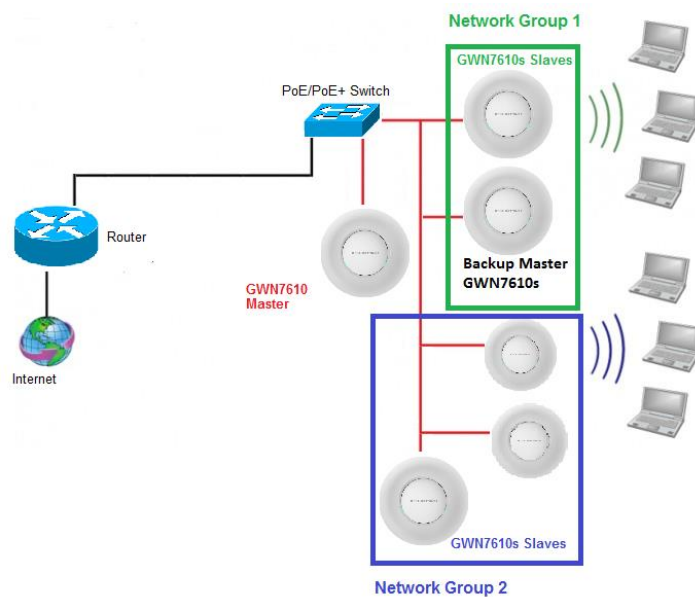 Network Group 1
GWN7610s Slaves
PoE/PoE+ Switch
Router
Backup Master
GWN7610s
GWN7610
Master
Internet
GWN7610s Slaves
Network Group 2